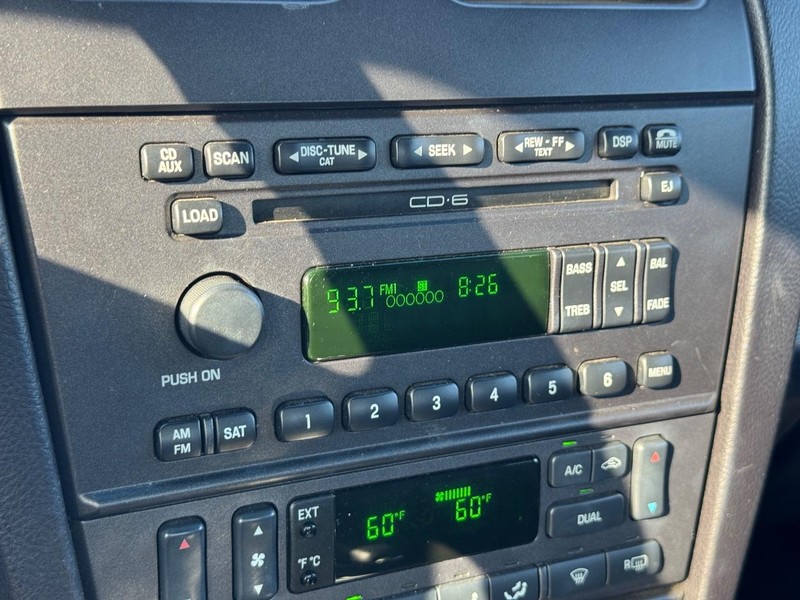 CD AUX
SCAN
DISC-TUNE CAT
SEEK
REW - FF TEXT
DSP
MUTE
LOAD
CD·6
EJ
93.7 FM1 8:26
BASS
TREB
SEL
BAL
FADE
PUSH ON
1 2 3 4 5 6 MENU
AM FM
SAT
EXT
°F °C
60°F
60°F
A/C
DUAL
R